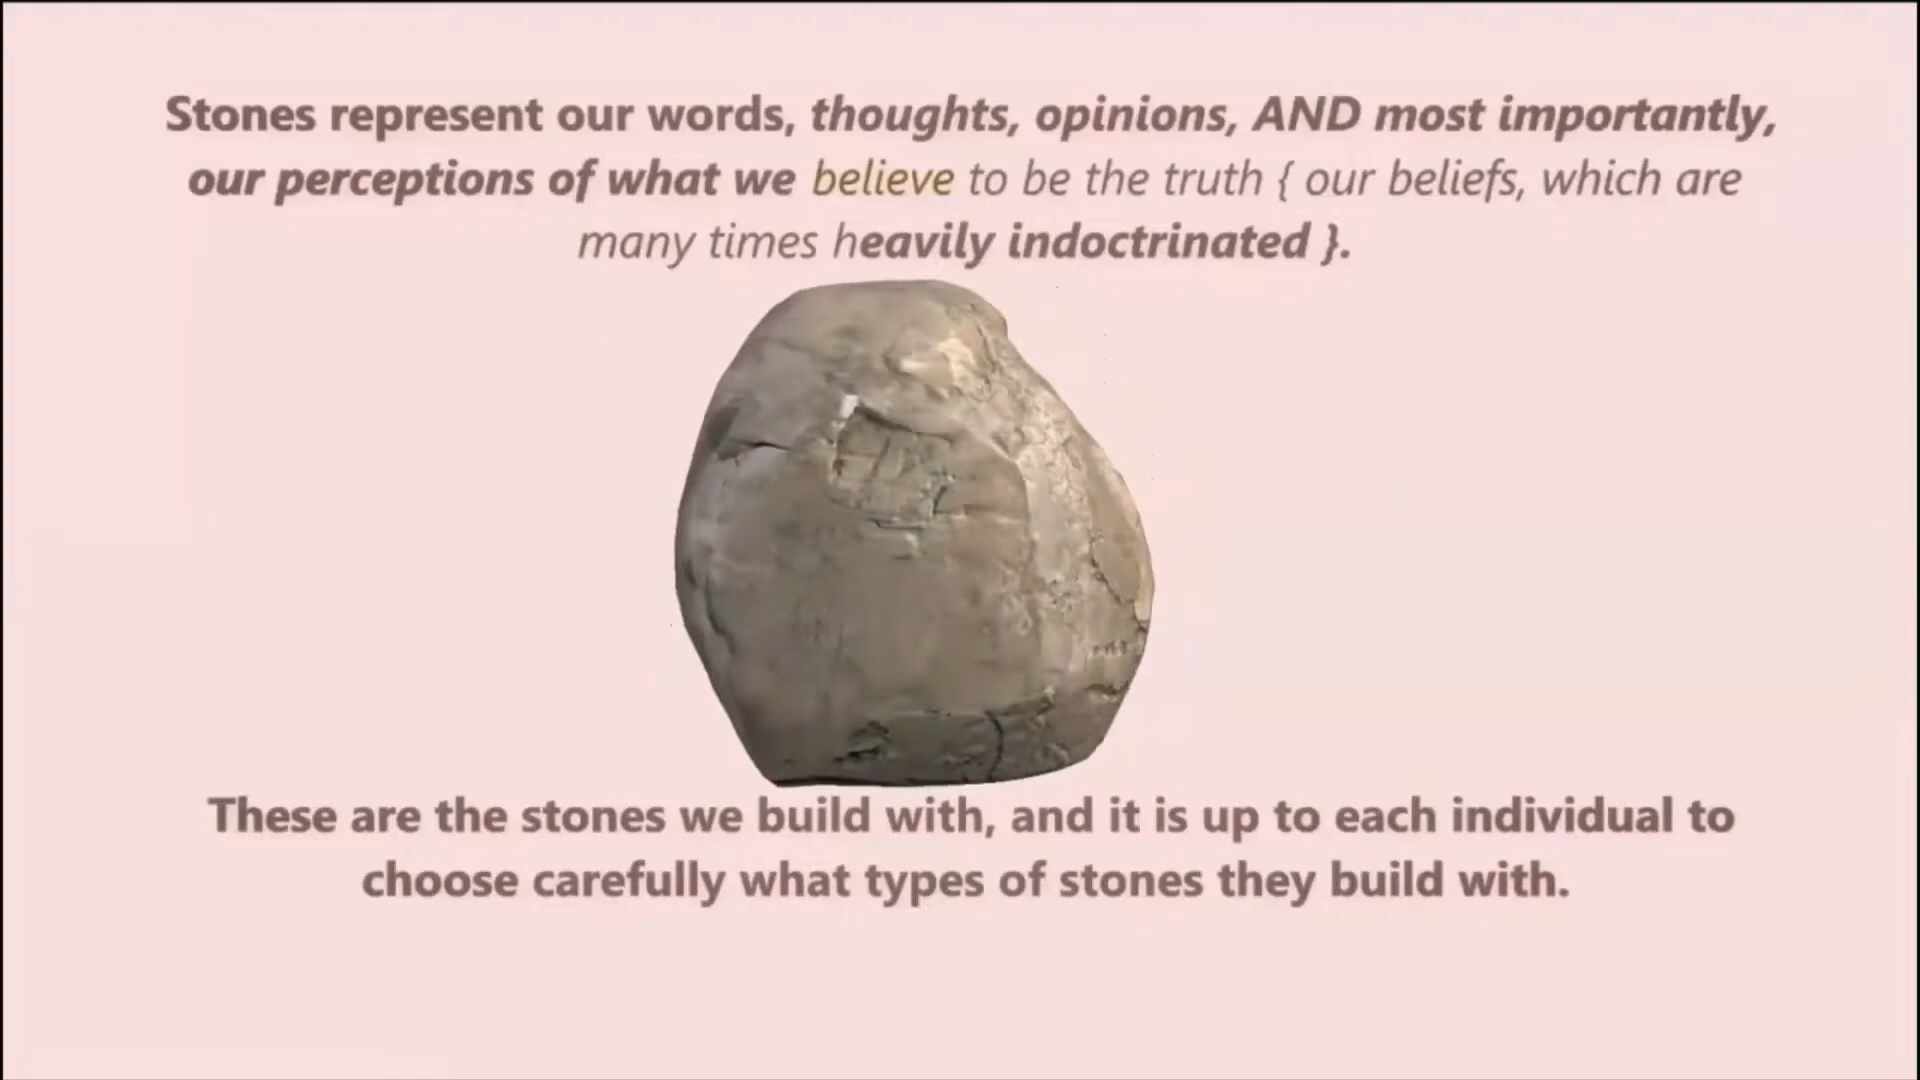 Stones represent our words, thoughts, opinions, AND most importantly,
our perceptions of what we believe to be the truth { our beliefs, which are
many times heavily indoctrinated }.
These are the stones we build with, and it is up to each individual to
choose carefully what types of stones they build with.